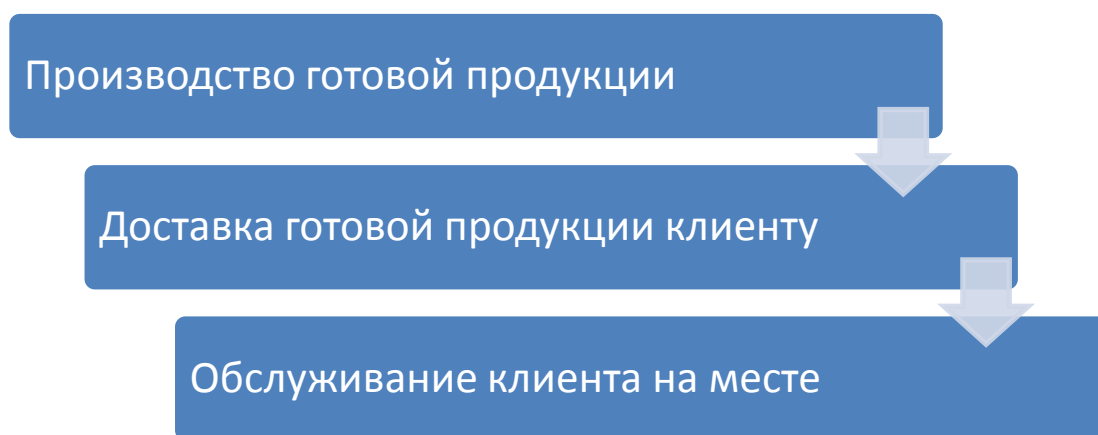 Производство готовой продукции
Доставка готовой продукции клиенту
Обслуживание клиента на месте